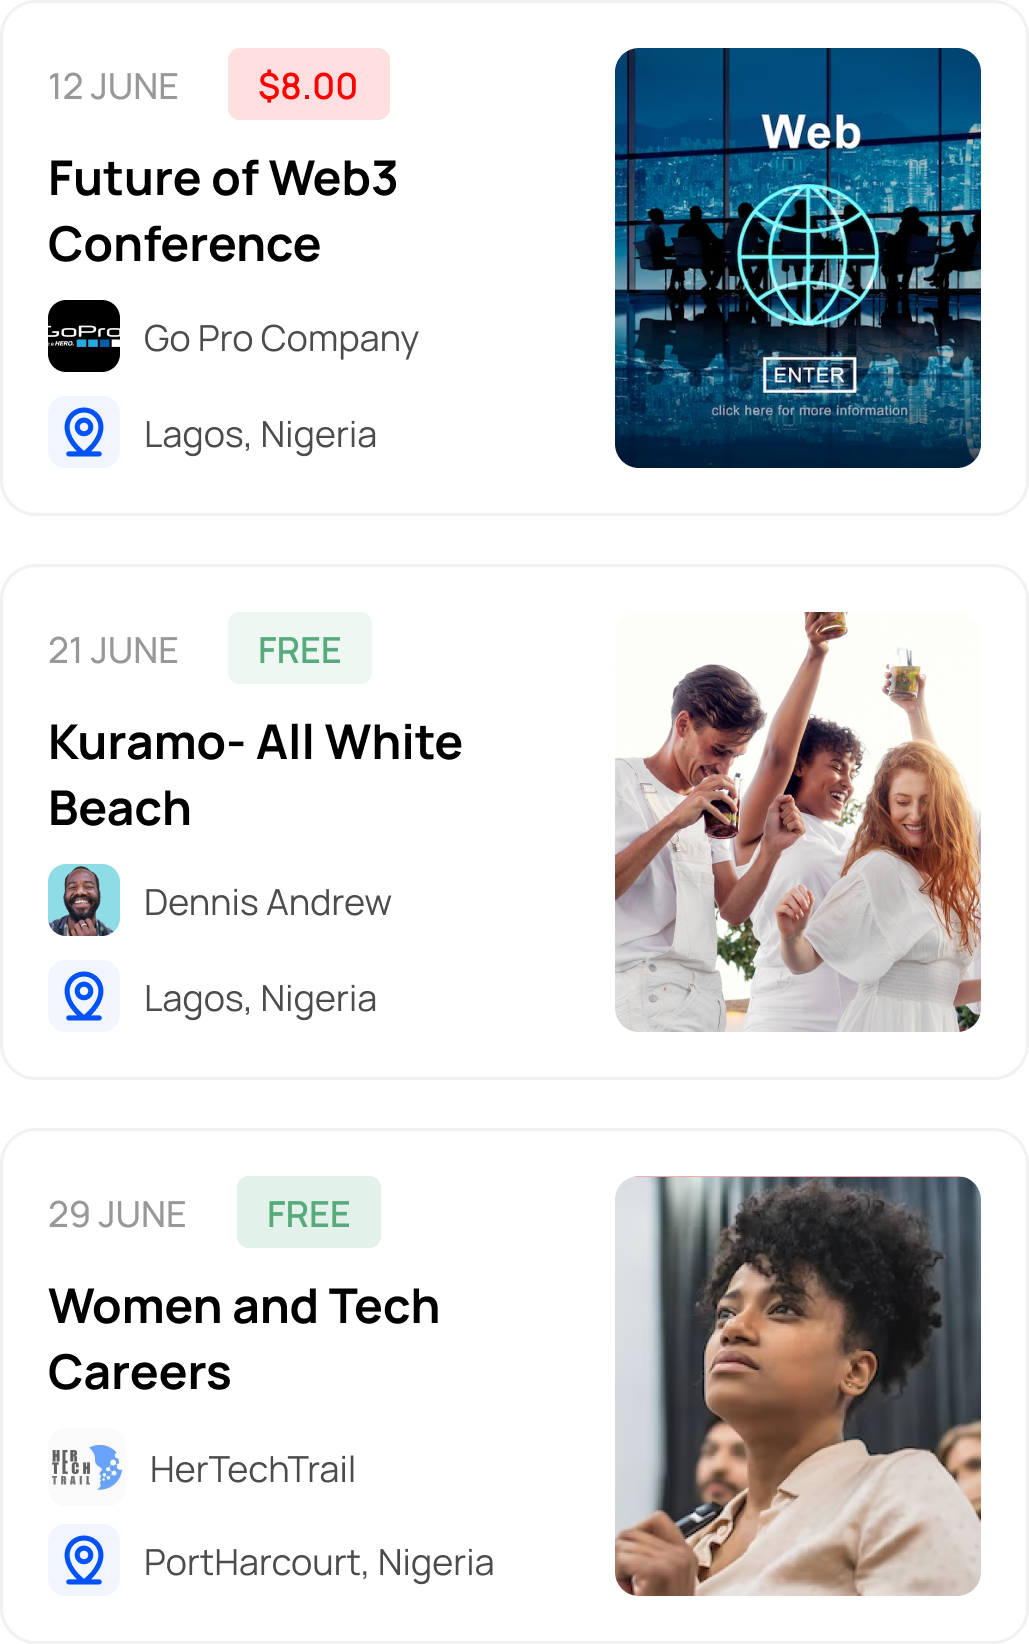 12 JUNE
$8.00
Future of Web3
Conference
GoPro
HERO.
Go Pro Company
Lagos, Nigeria
Web
ENTER
click here for more information
21 JUNE
FREE
Kuramo- All White
Beach
Dennis Andrew
Lagos, Nigeria
29 JUNE
FREE
Women and Tech
Careers
HER
TECH
TRAIL
HerTechTrail
PortHarcourt, Nigeria